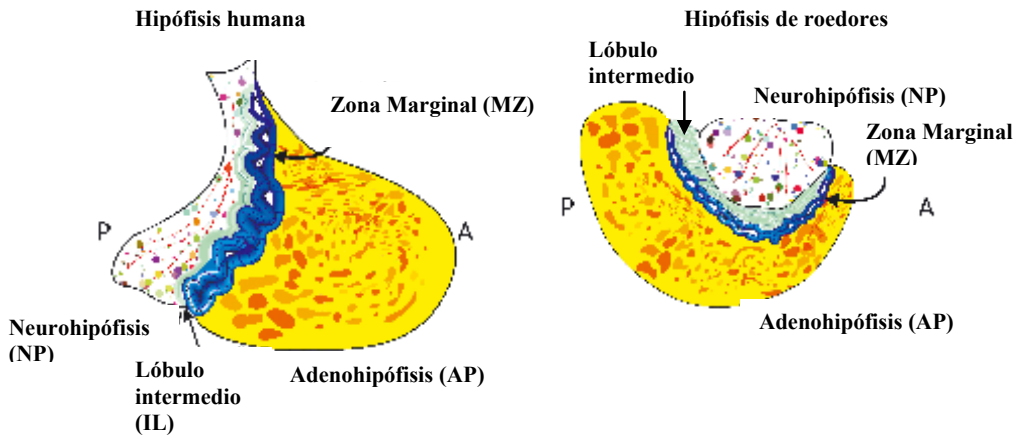 Hipófisis humana
Zona Marginal (MZ)
P
A
Neurohipófisis
(NP)
Lóbulo
intermedio
(IL)
Adenohipófisis (AP)
Hipófisis de roedores
Lóbulo
intermedio
Neurohipófisis (NP)
Zona Marginal
(MZ)
P
A
Adenohipófisis (AP)